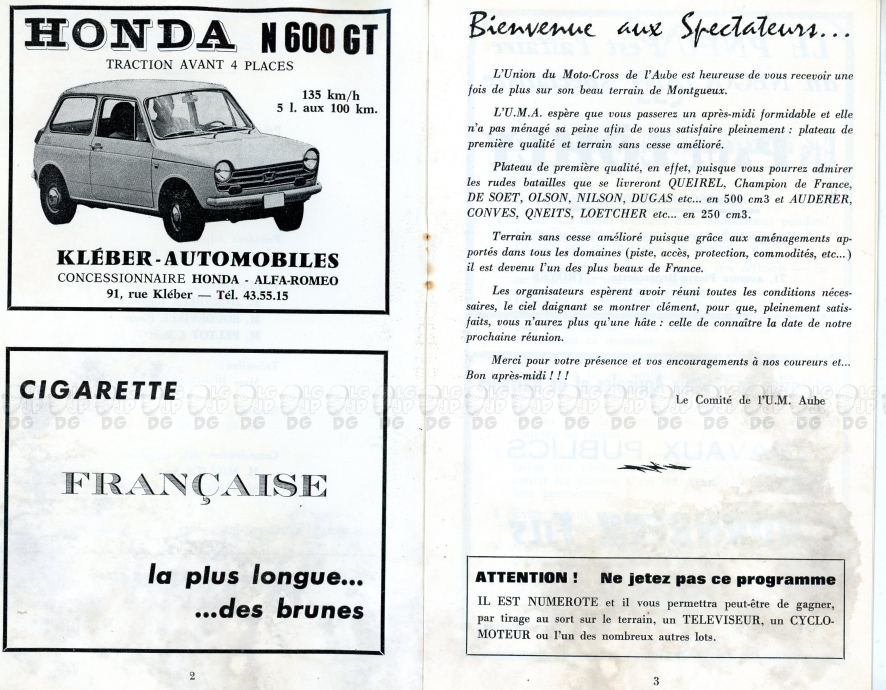 HONDA N 600 GT
TRACTION AVANT 4 PLACES
135 km/h
5 l. aux 100 km.
KLÉBER-AUTOMOBILES
CONCESSIONNAIRE HONDA - ALFA-ROMEO
91, rue Kléber — Tél. 43.55.15
CIGARETTE
FRANÇAISE
la plus longue...
...des brunes
2
Bienvenue aux Spectateurs...
L'Union du Moto-Cross de l'Aube est heureuse de vous recevoir une
fois de plus sur son beau terrain de Montgueux.
L'U.M.A. espère que vous passerez un après-midi formidable et elle
n'a pas ménagé sa peine afin de vous satisfaire pleinement : plateau de
première qualité et terrain sans cesse amélioré.
Plateau de première qualité, en effet, puisque vous pourrez admirer
les rudes batailles que se livreront QUEIREL, Champion de France,
DE SOET, OLSON, NILSON, DUGAS etc... en 500 cm3 et AUDERER,
CONVES, QNEITS, LOETCHER etc... en 250 cm3.
Terrain sans cesse amélioré puisque grâce aux aménagements ap-
portés dans tous les domaines (piste, accès, protection, commodités, etc...)
il est devenu l'un des plus beaux de France.
Les organisateurs espèrent avoir réuni toutes les conditions néces-
saires, le ciel daignant se montrer clément, pour que, pleinement satis-
faits, vous n'aurez plus qu'une hâte : celle de connaître la date de notre
prochaine réunion.
Merci pour votre présence et vos encouragements à nos coureurs et...
Bon après-midi ! ! !
Le Comité de l'U.M. Aube
ATTENTION ! Ne jetez pas ce programme
IL EST NUMEROTE et il vous permettra peut-être de gagner,
par tirage au sort sur le terrain, un TELEVISEUR, un CYCLO-
MOTEUR ou l'un des nombreux autres lots.
3